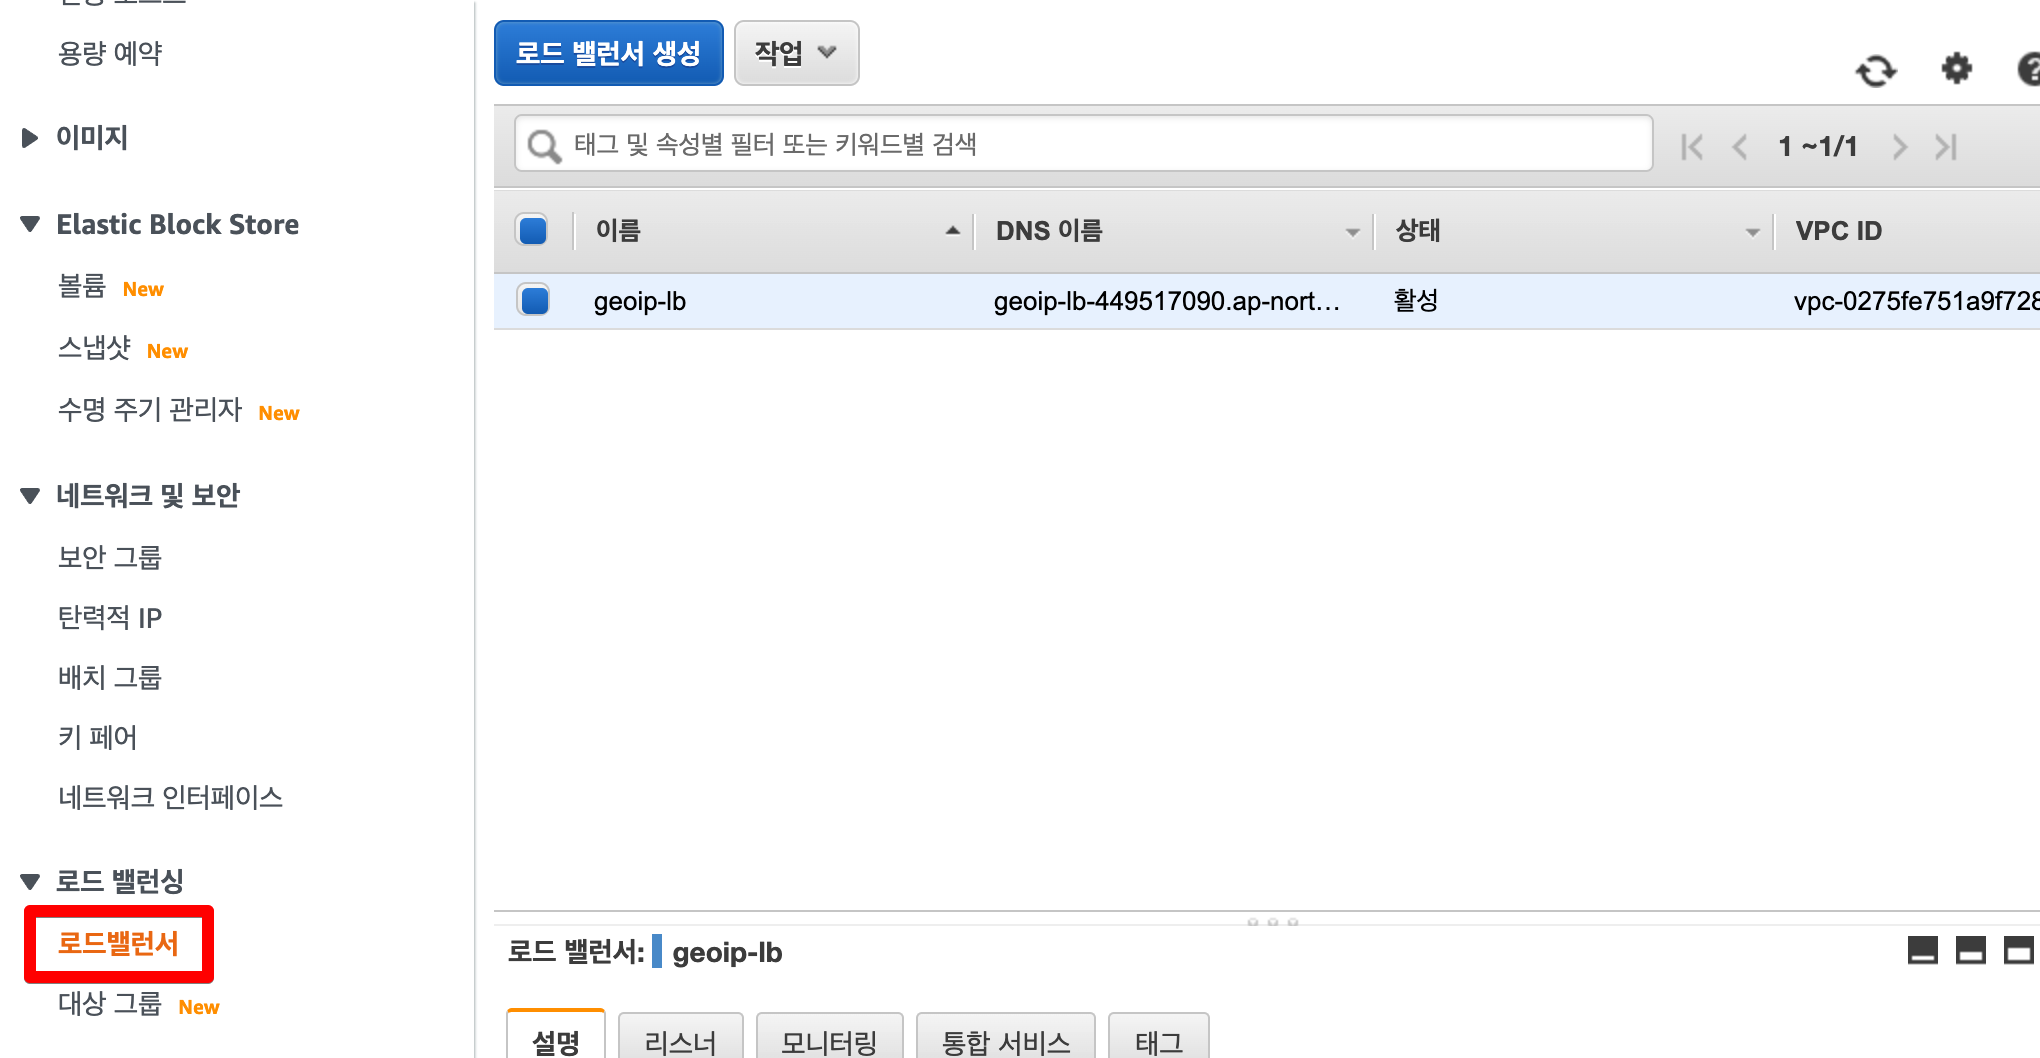 용량 예약
이미지
Elastic Block Store
볼륨 New
스냅샷 New
수명 주기 관리자 New
네트워크 및 보안
보안 그룹
탄력적 IP
배치 그룹
키 페어
네트워크 인터페이스
로드 밸런싱
로드밸런서
대상 그룹 New
로드 밸런서 생성 작업
태그 및 속성별 필터 또는 키워드별 검색 1 ~1/1
이름 DNS 이름 상태 VPC ID
geoip-lb geoip-lb-449517090.ap-nort… 활성 vpc-0275fe751a9f728
로드 밸런서: geoip-lb
설명 리스너 모니터링 통합 서비스 태그